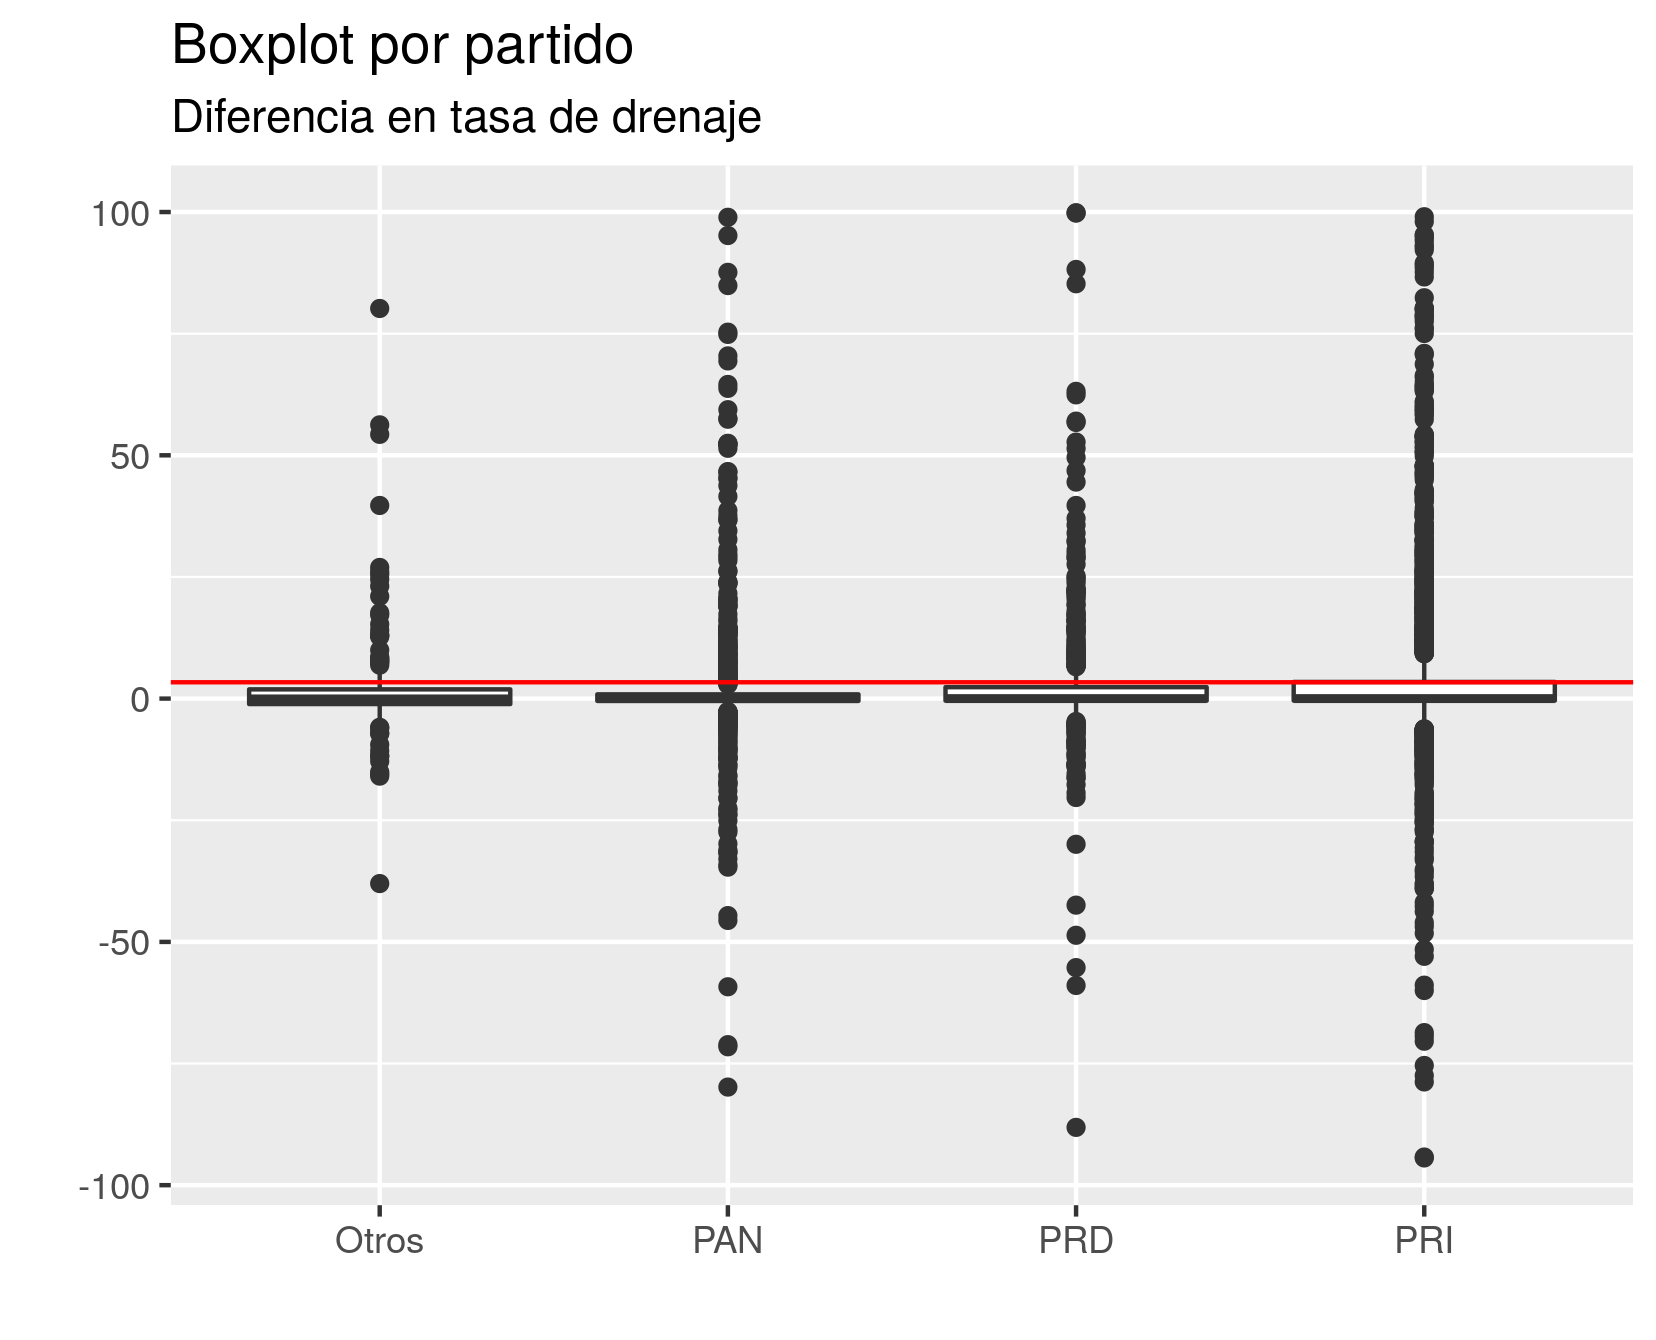 Boxplot por partido
Diferencia en tasa de drenaje
100
50
0
-50
-100
Otros PAN PRD PRI